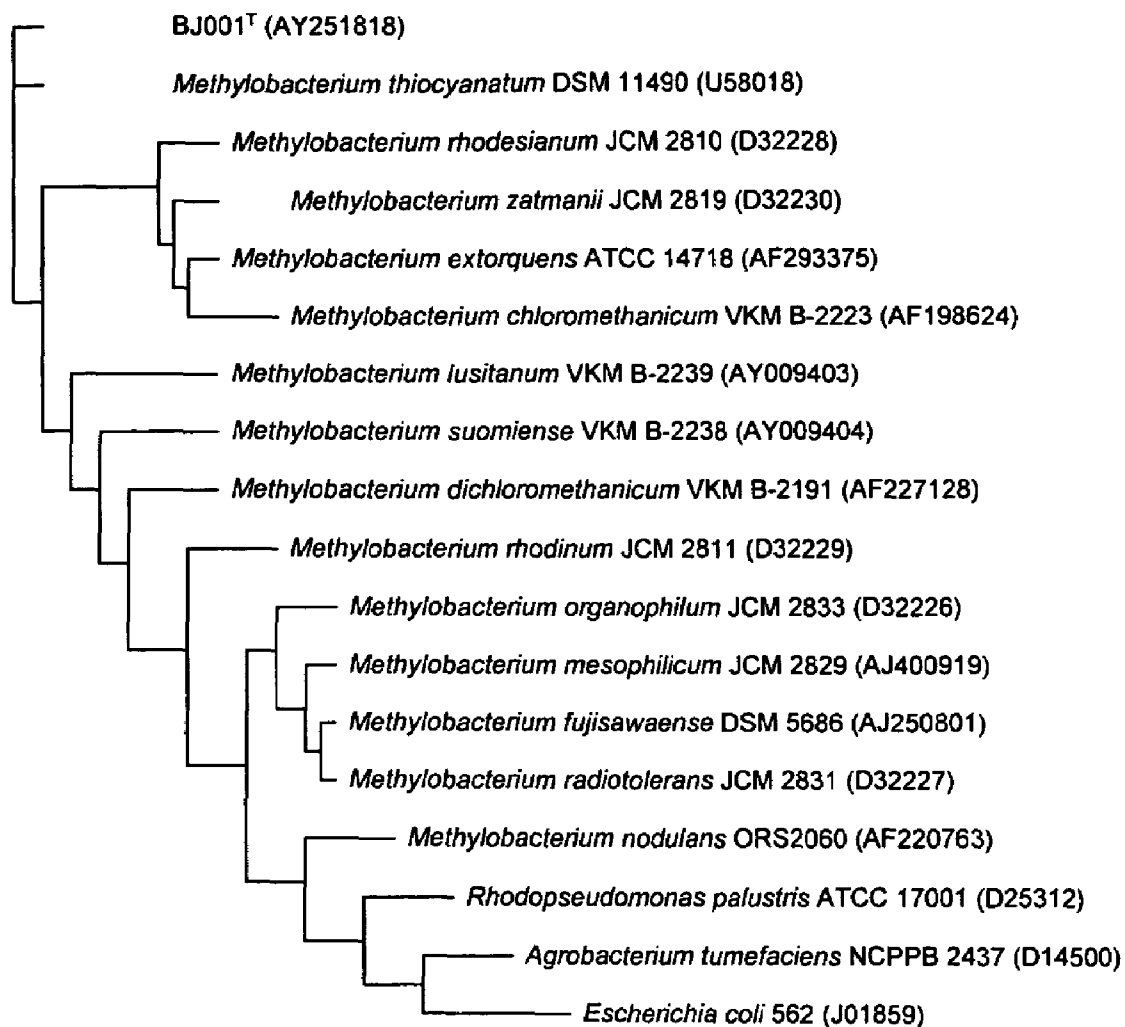 BJ001ᵀ (AY251818)
Methylobacterium thiocyanatum DSM 11490 (U58018)
Methylobacterium rhodesianum JCM 2810 (D32228)
Methylobacterium zatmanii JCM 2819 (D32230)
Methylobacterium extorquens ATCC 14718 (AF293375)
Methylobacterium chloromethanicum VKM B-2223 (AF198624)
Methylobacterium lusitanum VKM B-2239 (AY009403)
Methylobacterium suomiense VKM B-2238 (AY009404)
Methylobacterium dichloromethanicum VKM B-2191 (AF227128)
Methylobacterium rhodinum JCM 2811 (D32229)
Methylobacterium organophilum JCM 2833 (D32226)
Methylobacterium mesophilicum JCM 2829 (AJ400919)
Methylobacterium fujisawaense DSM 5686 (AJ250801)
Methylobacterium radiotolerans JCM 2831 (D32227)
Methylobacterium nodulans ORS2060 (AF220763)
Rhodopseudomonas palustris ATCC 17001 (D25312)
Agrobacterium tumefaciens NCPPB 2437 (D14500)
Escherichia coli 562 (J01859)